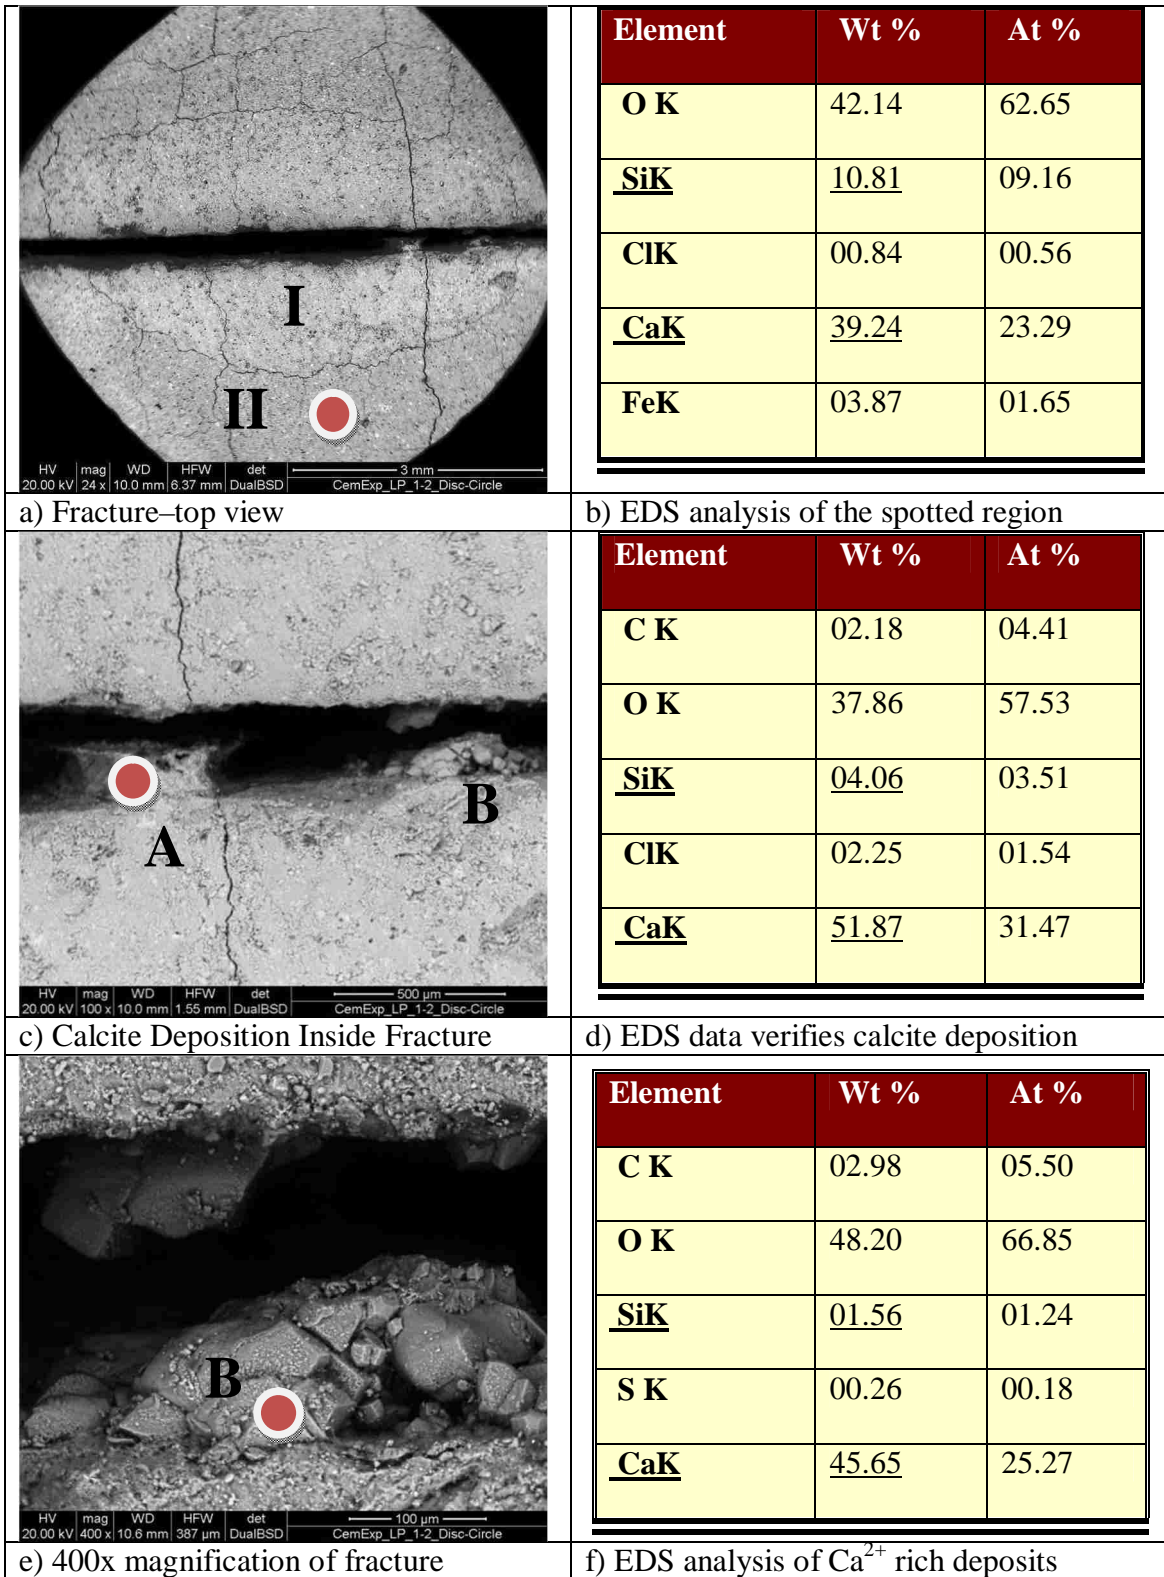 I
II
HV mag WD HFW det 3 mm
20.00 kV 24 x 10.0 mm 6.37 mm DualBSD CemExp_LP_1-2_Disc-Circle
Element Wt % At %
O K 42.14 62.65
SiK 10.81 09.16
ClK 00.84 00.56
CaK 39.24 23.29
FeK 03.87 01.65
a) Fracture–top view
b) EDS analysis of the spotted region
A
B
HV mag WD HFW det 500 µm
20.00 kV 100 x 10.0 mm 1.55 mm DualBSD CemExp_LP_1-2_Disc-Circle
Element Wt % At %
C K 02.18 04.41
O K 37.86 57.53
SiK 04.06 03.51
ClK 02.25 01.54
CaK 51.87 31.47
c) Calcite Deposition Inside Fracture
d) EDS data verifies calcite deposition
B
HV mag WD HFW det 100 µm
20.00 kV 400 x 10.6 mm 387 µm DualBSD CemExp_LP_1-2_Disc-Circle
Element Wt % At %
C K 02.98 05.50
O K 48.20 66.85
SiK 01.56 01.24
S K 00.26 00.18
CaK 45.65 25.27
e) 400x magnification of fracture
f) EDS analysis of Ca²⁺ rich deposits